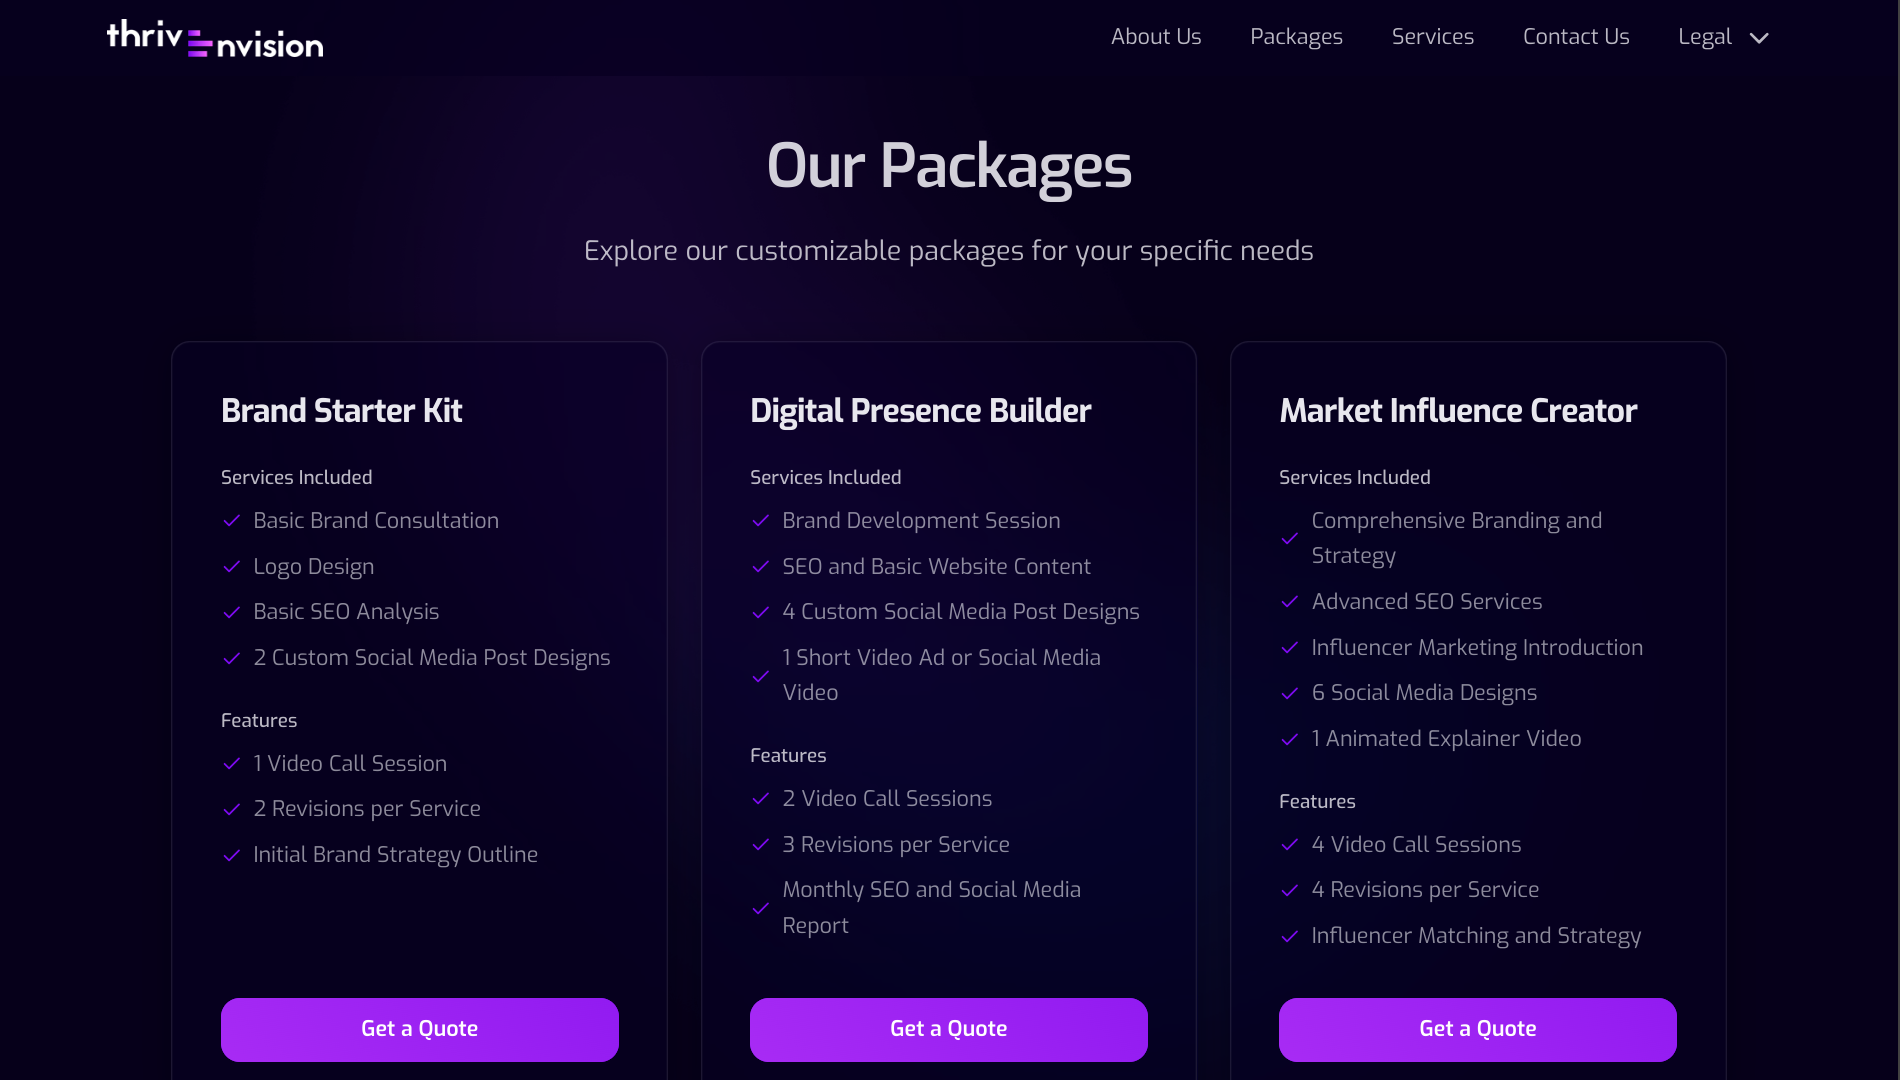 thrivEnvision
About Us
Packages
Services
Contact Us
Legal
Our Packages
Explore our customizable packages for your specific needs
Brand Starter Kit
Services Included
Basic Brand Consultation
Logo Design
Basic SEO Analysis
2 Custom Social Media Post Designs
Features
1 Video Call Session
2 Revisions per Service
Initial Brand Strategy Outline
Get a Quote
Digital Presence Builder
Services Included
Brand Development Session
SEO and Basic Website Content
4 Custom Social Media Post Designs
1 Short Video Ad or Social Media
Video
Features
2 Video Call Sessions
3 Revisions per Service
Monthly SEO and Social Media
Report
Get a Quote
Market Influence Creator
Services Included
Comprehensive Branding and
Strategy
Advanced SEO Services
Influencer Marketing Introduction
6 Social Media Designs
1 Animated Explainer Video
Features
4 Video Call Sessions
4 Revisions per Service
Influencer Matching and Strategy
Get a Quote